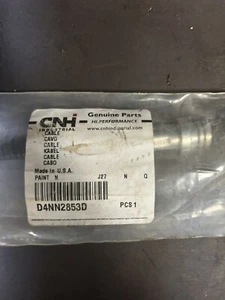 CNH
INDUSTRIAL
Genuine Parts
HI.PERFORMANCE
www.cnhindustrial.com
CABLE
CAVO
CABLE
KABEL
CABLE
CABO
Made in U.S.A.
PAINT N J27 N Q
D4NN2853D PCS 1